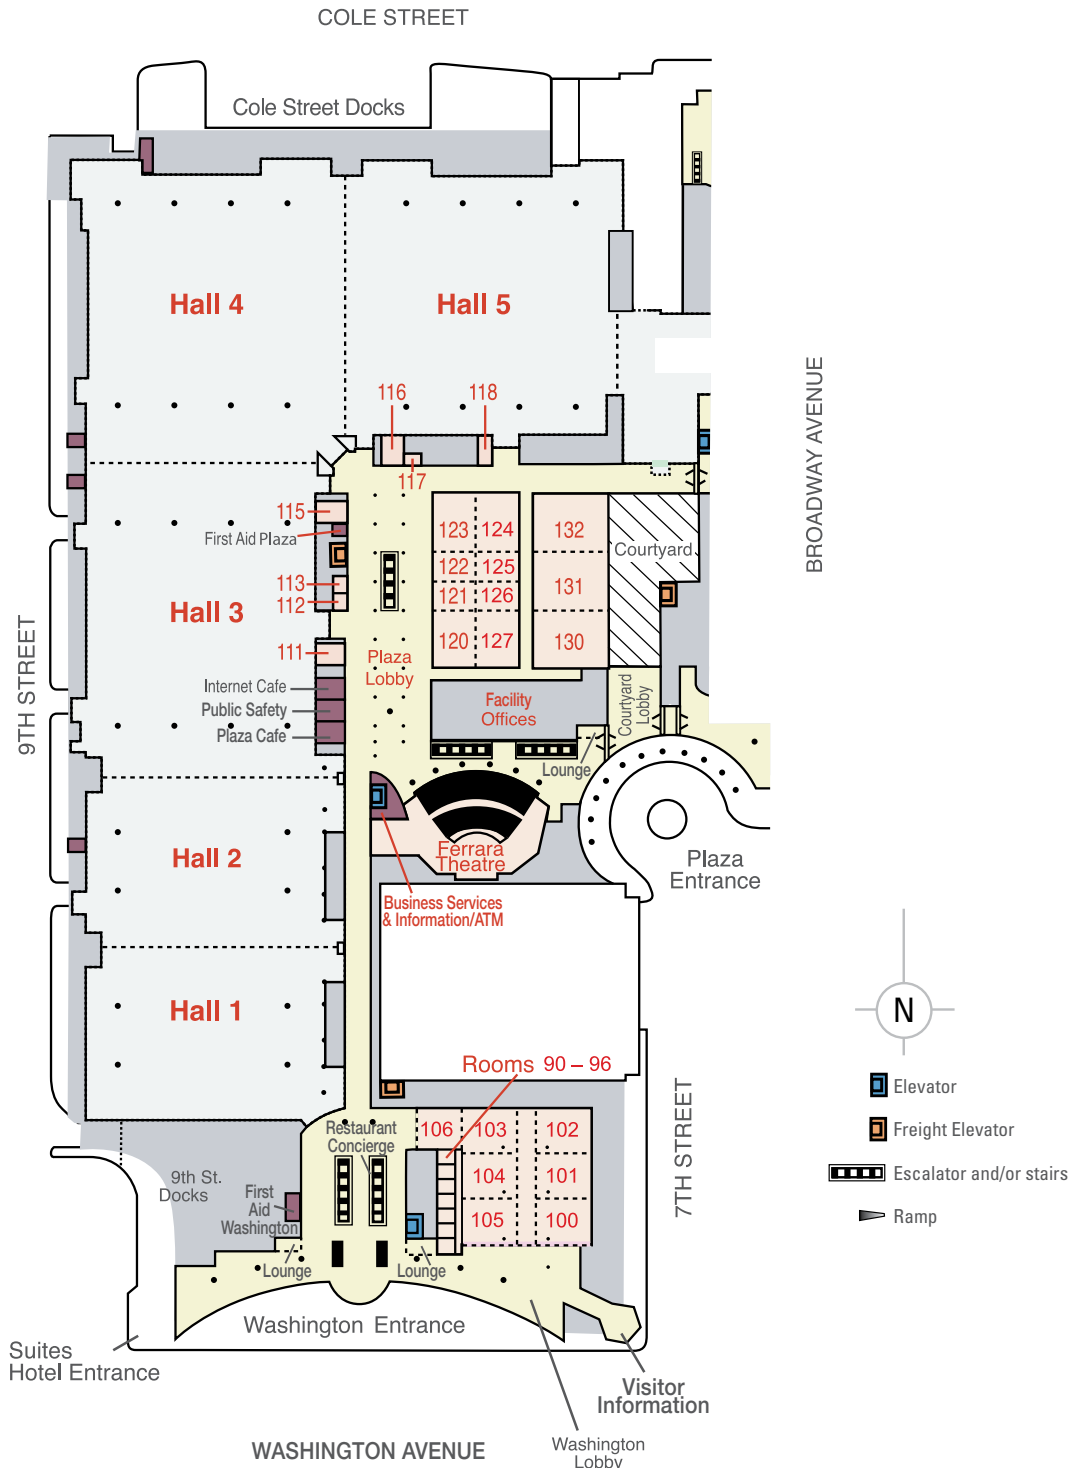 COLE STREET
Cole Street Docks
Hall 4
Hall 5
116
118
117
115
First Aid Plaza
123
124
132
Courtyard
122
125
113
112
121
126
131
Hall 3
111
120
127
130
Plaza
Lobby
Internet Cafe
Public Safety
Plaza Cafe
Facility
Offices
Courtyard
Lobby
Lounge
BROADWAY AVENUE
9TH STREET
Hall 2
Ferrara
Theatre
Plaza
Entrance
Business Services
& Information/ATM
Hall 1
N
Rooms 90 – 96
Elevator
Freight Elevator
Escalator and/or stairs
Ramp
7TH STREET
Restaurant
Concierge
106
103
102
104
101
105
100
9th St.
Docks
First
Aid
Washington
Lounge
Lounge
Washington Entrance
Suites
Hotel Entrance
Visitor
Information
WASHINGTON AVENUE
Washington
Lobby